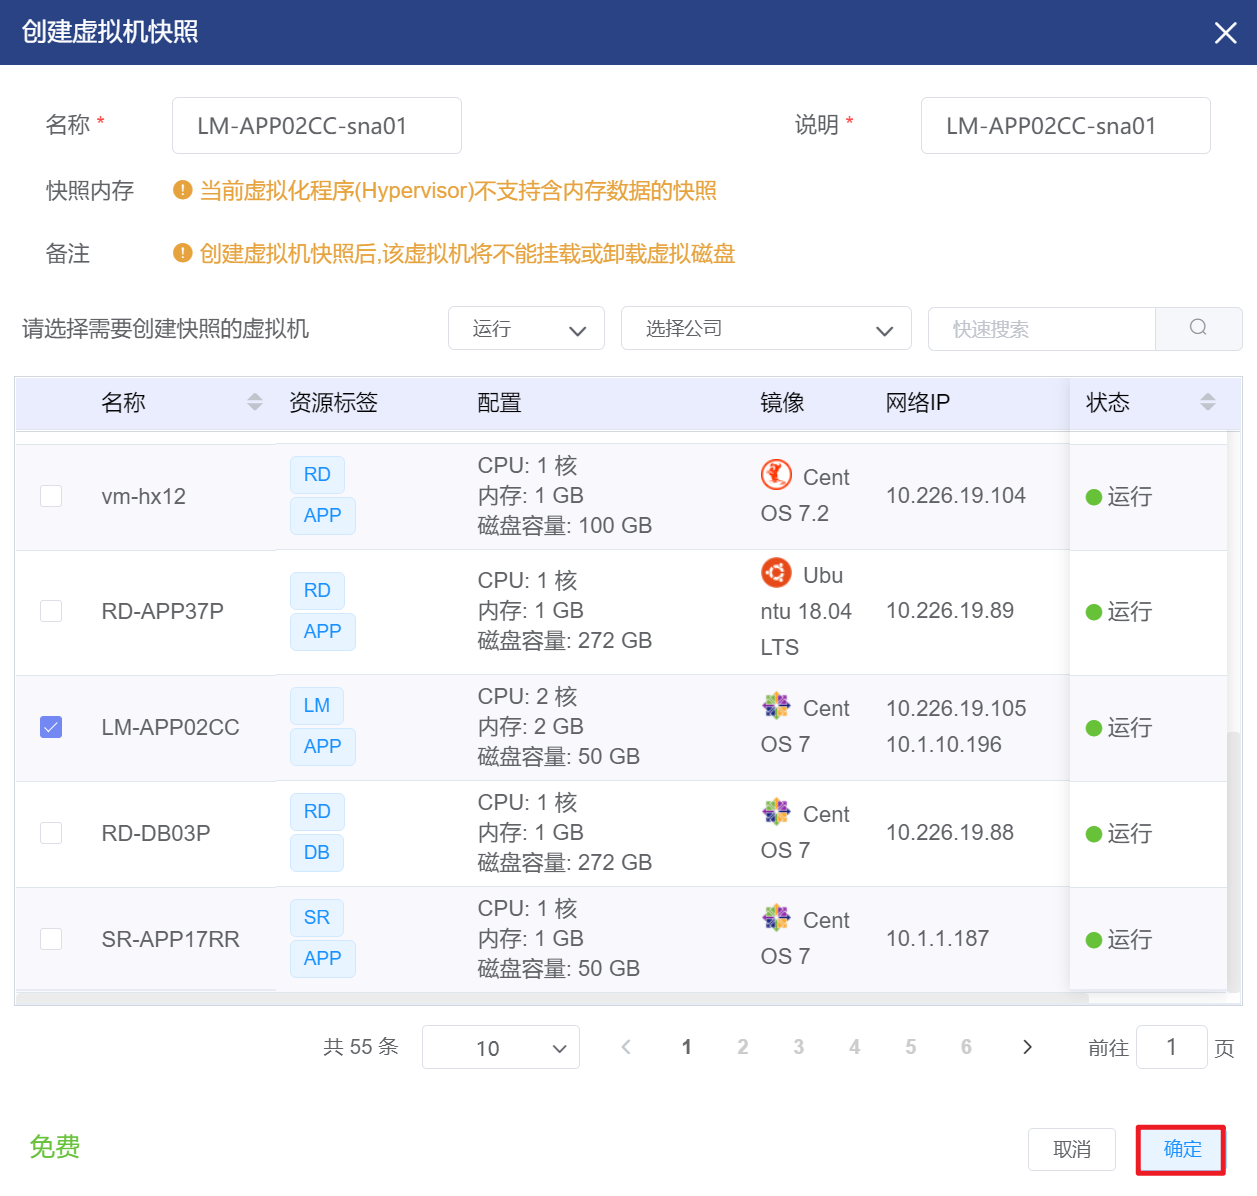 创建虚拟机快照
名称 *
LM-APP02CC-sna01
说明 *
LM-APP02CC-sna01
快照内存
当前虚拟化程序(Hypervisor)不支持含内存数据的快照
备注
创建虚拟机快照后,该虚拟机将不能挂载或卸载虚拟磁盘
请选择需要创建快照的虚拟机
运行
选择公司
快速搜索
名称
资源标签
配置
镜像
网络IP
状态
vm-hx12
RD
APP
CPU: 1 核
内存: 1 GB
磁盘容量: 100 GB
Cent
OS 7.2
10.226.19.104
运行
RD-APP37P
RD
APP
CPU: 1 核
内存: 1 GB
磁盘容量: 272 GB
Ubu
ntu 18.04
LTS
10.226.19.89
运行
LM-APP02CC
LM
APP
CPU: 2 核
内存: 2 GB
磁盘容量: 50 GB
Cent
OS 7
10.226.19.105
10.1.10.196
运行
RD-DB03P
RD
DB
CPU: 1 核
内存: 1 GB
磁盘容量: 272 GB
Cent
OS 7
10.226.19.88
运行
SR-APP17RR
SR
APP
CPU: 1 核
内存: 1 GB
磁盘容量: 50 GB
Cent
OS 7
10.1.1.187
运行
共 55 条
10
1 2 3 4 5 6
前往 1 页
免费
取消
确定